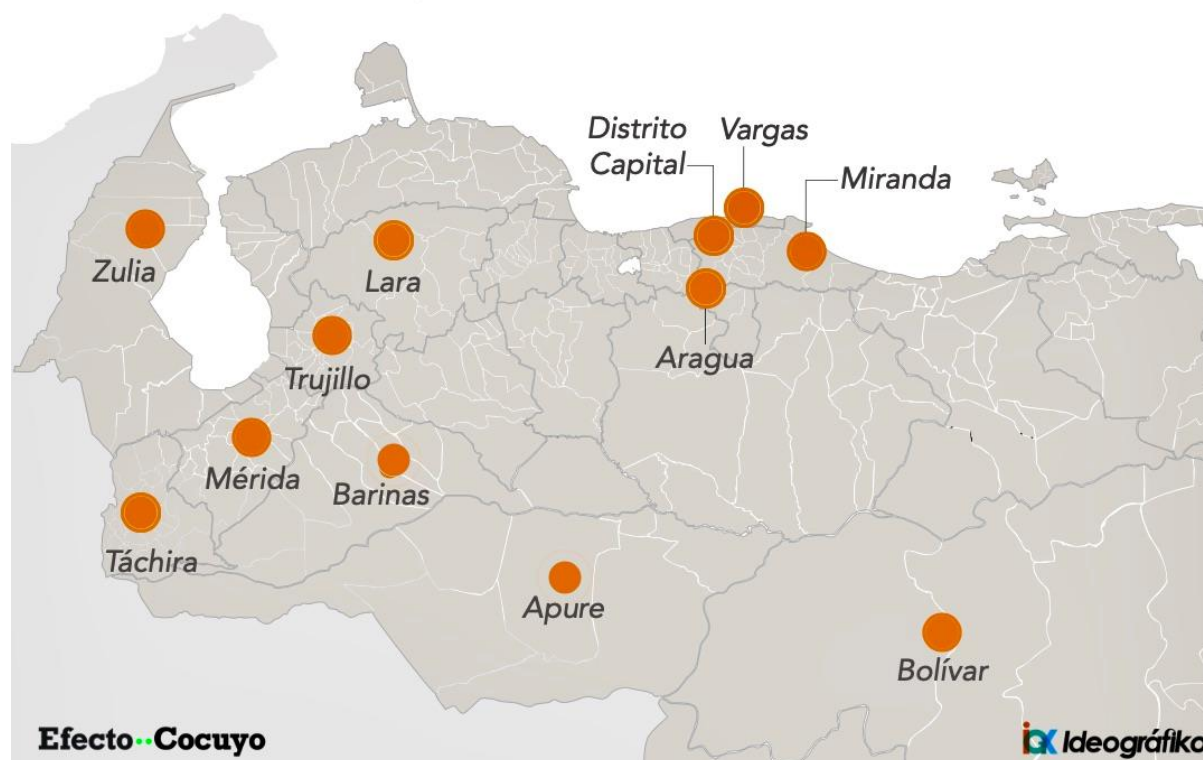 Distrito
Capital
Vargas
Miranda
Zulia
Lara
Aragua
Trujillo
Mérida
Barinas
Táchira
Apure
Bolívar
Efecto Cocuyo
Ideográfiko